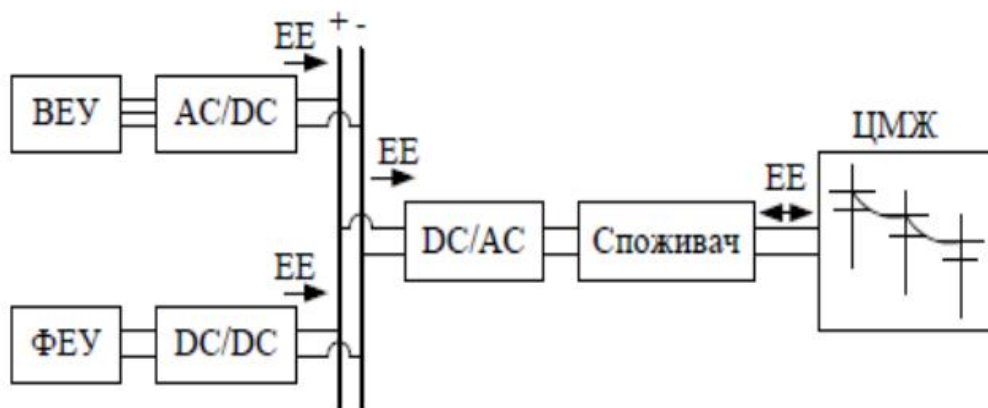 + -
ЕЕ
ВЕУ
AC/DC
ЦМЖ
ЕЕ
ЕЕ
DC/AC
Споживач
ЕЕ
ФЕУ
DC/DC